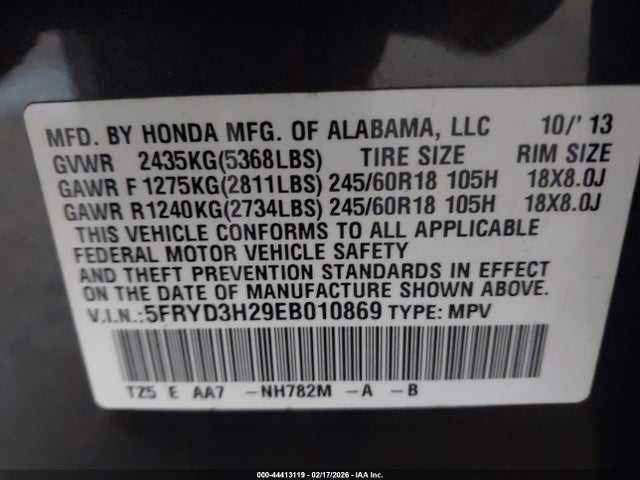 MFD. BY HONDA MFG. OF ALABAMA, LLC 10/'13
GVWR 2435KG(5368LBS) TIRE SIZE RIM SIZE
GAWR F 1275KG(2811LBS) 245/60R18 105H 18X8.0J
GAWR R1240KG(2734LBS) 245/60R18 105H 18X8.0J
THIS VEHICLE CONFORMS TO ALL APPLICABLE
FEDERAL MOTOR VEHICLE SAFETY
AND THEFT PREVENTION STANDARDS IN EFFECT
ON THE DATE OF MANUFACTURE SHOWN ABOVE.
V.I.N.:5FRYD3H29EB010869 TYPE: MPV
TZ5 E AA7 -NH782M -A -B
000-44413119 - 02/17/2026 - IAA Inc.